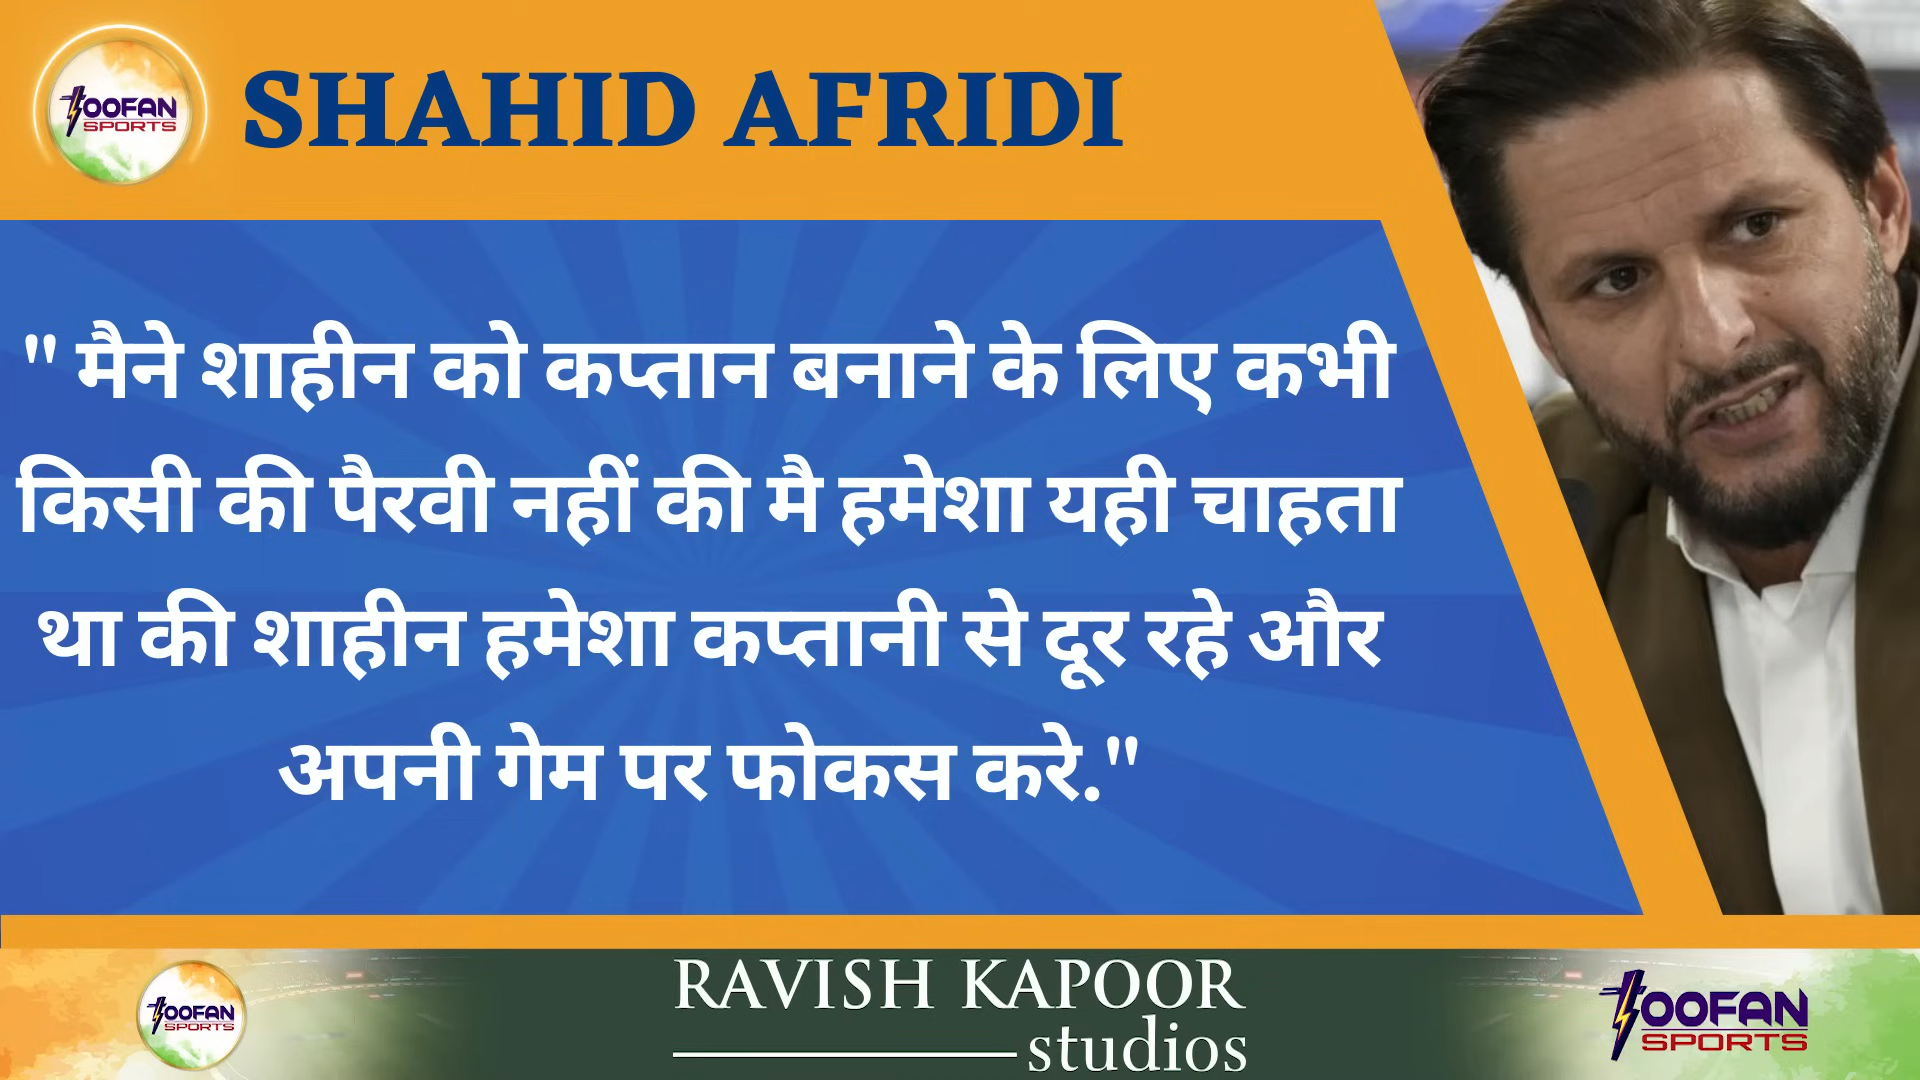 TOOFAN
SPORTS
SHAHID AFRIDI
" मैने शाहीन को कप्तान बनाने के लिए कभी
किसी की पैरवी नहीं की मै हमेशा यही चाहता
था की शाहीन हमेशा कप्तानी से दूर रहे और
अपनी गेम पर फोकस करे."
TOOFAN
SPORTS
RAVISH KAPOOR
studios
TOOFAN
SPORTS